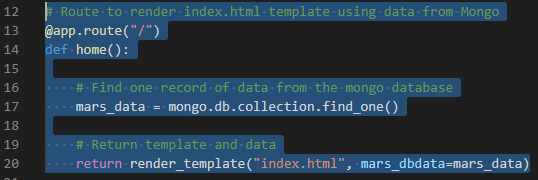 12 # Route to render index.html template using data from Mongo
13 @app.route("/")
14 def home():
15
16 # Find one record of data from the mongo database
17 mars_data = mongo.db.collection.find_one()
18
19 # Return template and data
20 return render_template("index.html", mars_dbdata=mars_data)